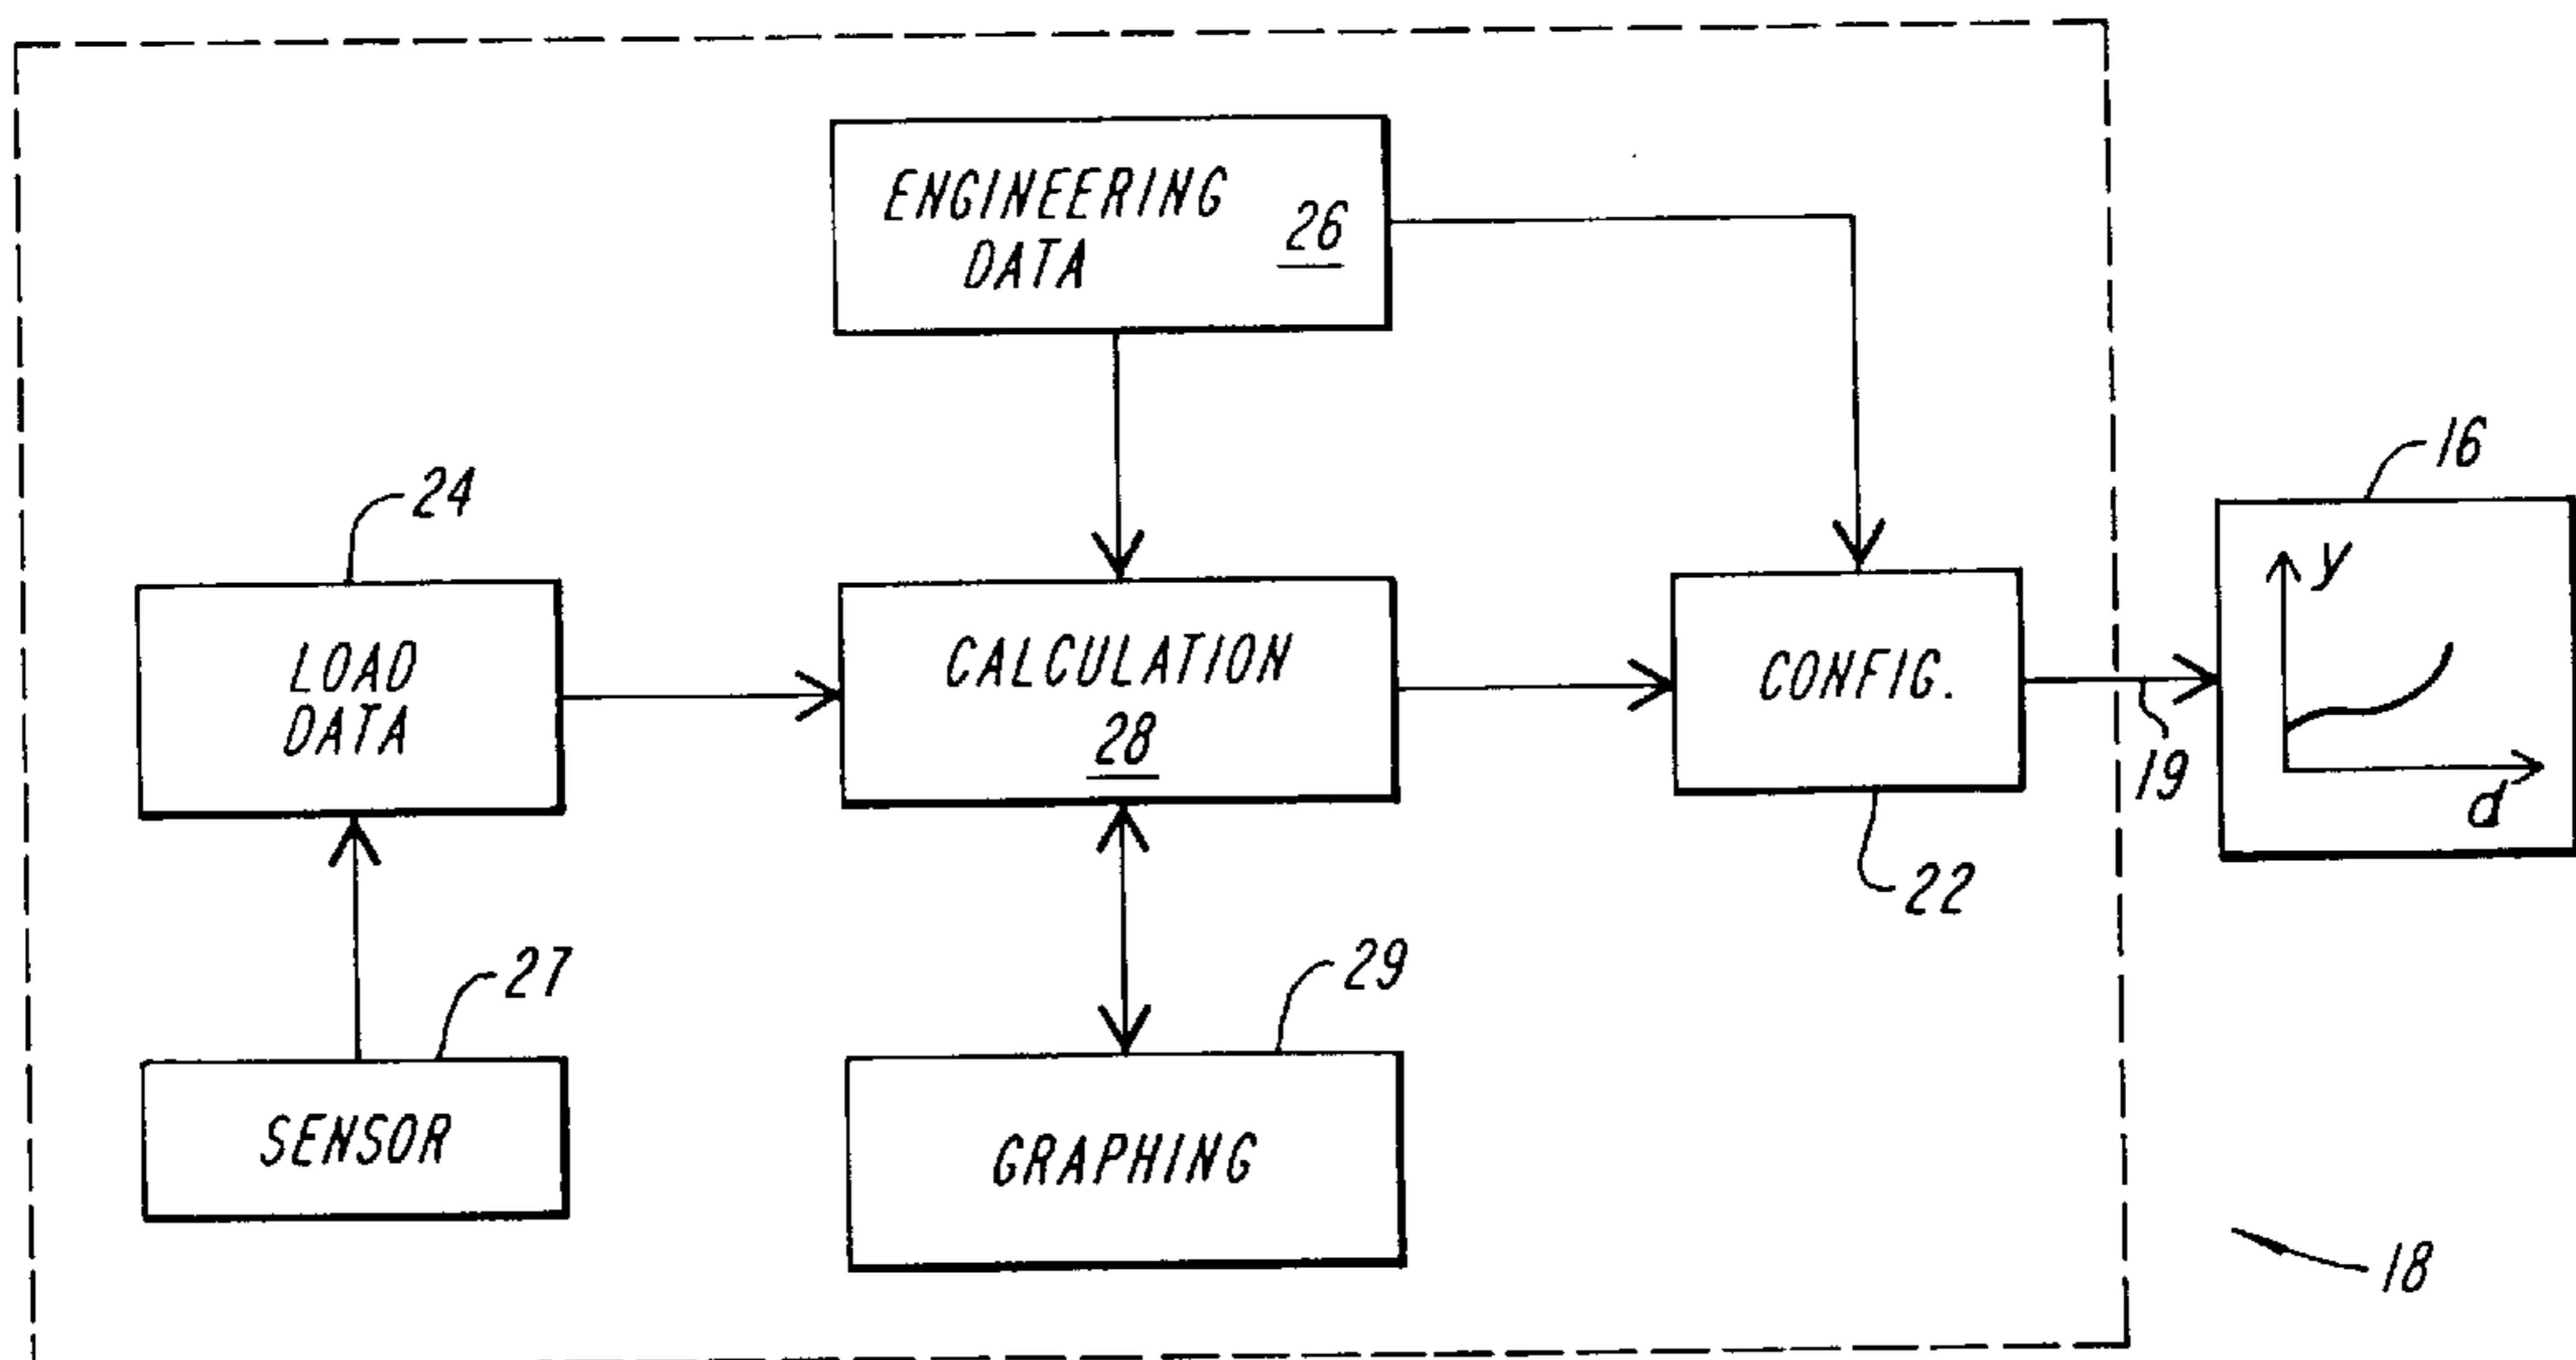 ENGINEERING
DATA
26
24
16
LOAD
DATA
CALCULATION
28
CONFIG.
19
y
d
22
27
29
SENSOR
GRAPHING
18